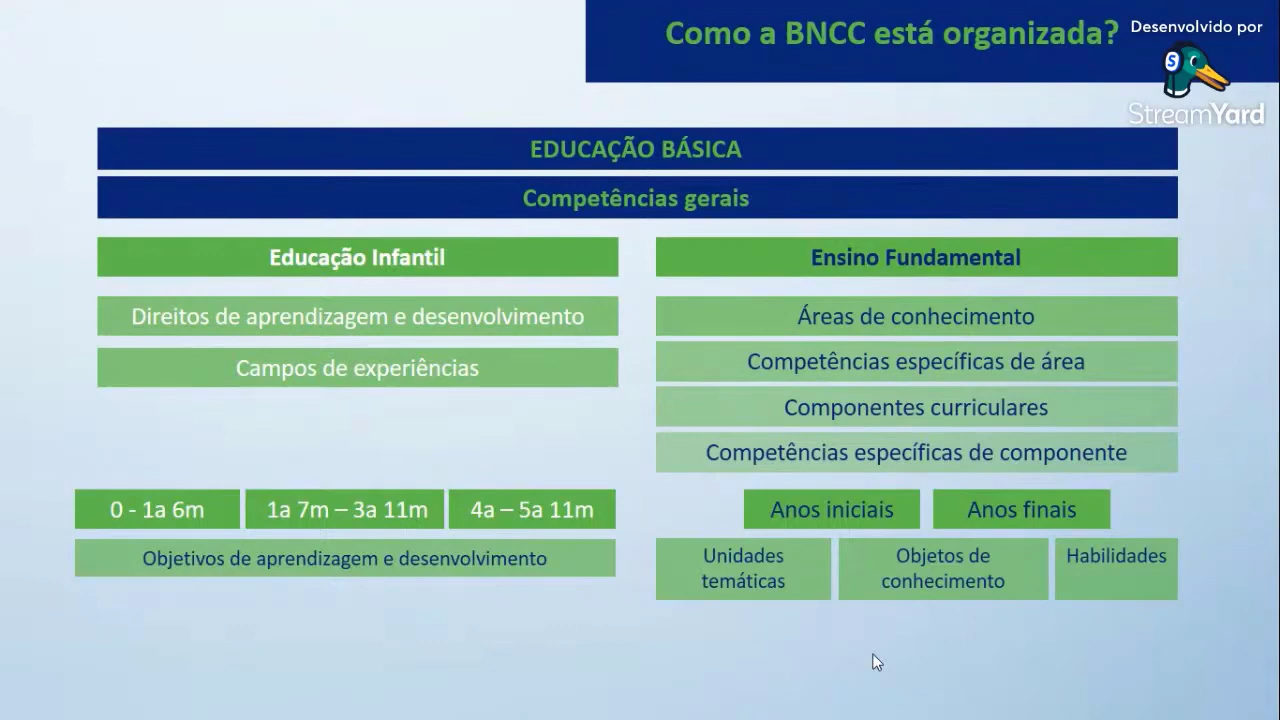 Como a BNCC está organizada?
Desenvolvido por
S
StreamYard
EDUCAÇÃO BÁSICA
Competências gerais
Educação Infantil
Direitos de aprendizagem e desenvolvimento
Campos de experiências
0 - 1a 6m
1a 7m – 3a 11m
4a – 5a 11m
Objetivos de aprendizagem e desenvolvimento
Ensino Fundamental
Áreas de conhecimento
Competências específicas de área
Componentes curriculares
Competências específicas de componente
Anos iniciais
Anos finais
Unidades
temáticas
Objetos de
conhecimento
Habilidades